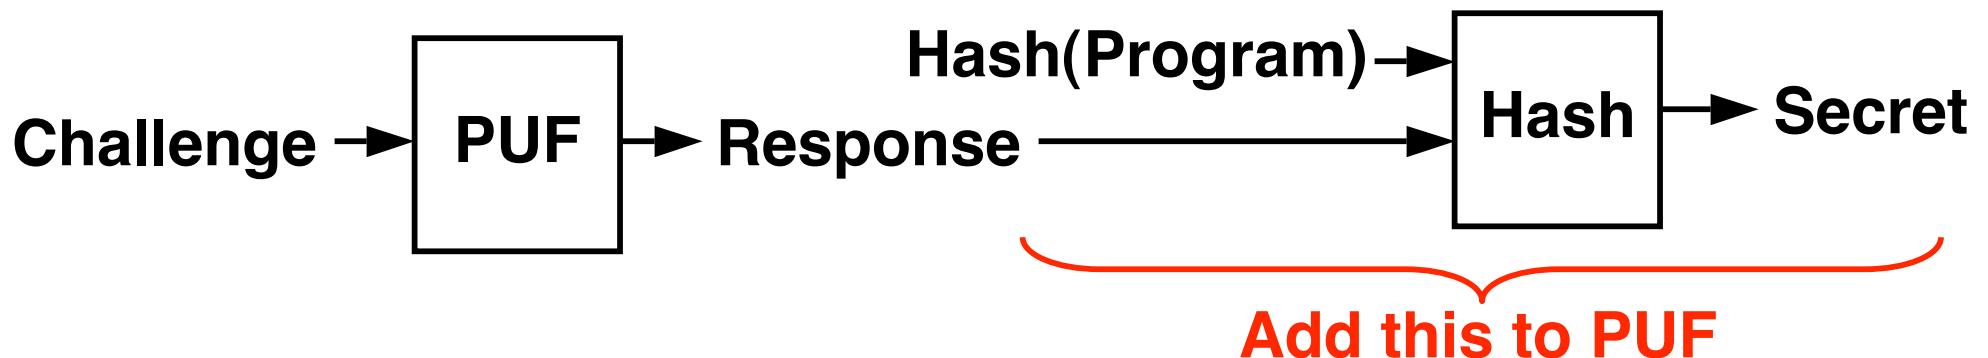 Hash(Program)
Challenge
PUF
Response
Hash
Secret
Add this to PUF